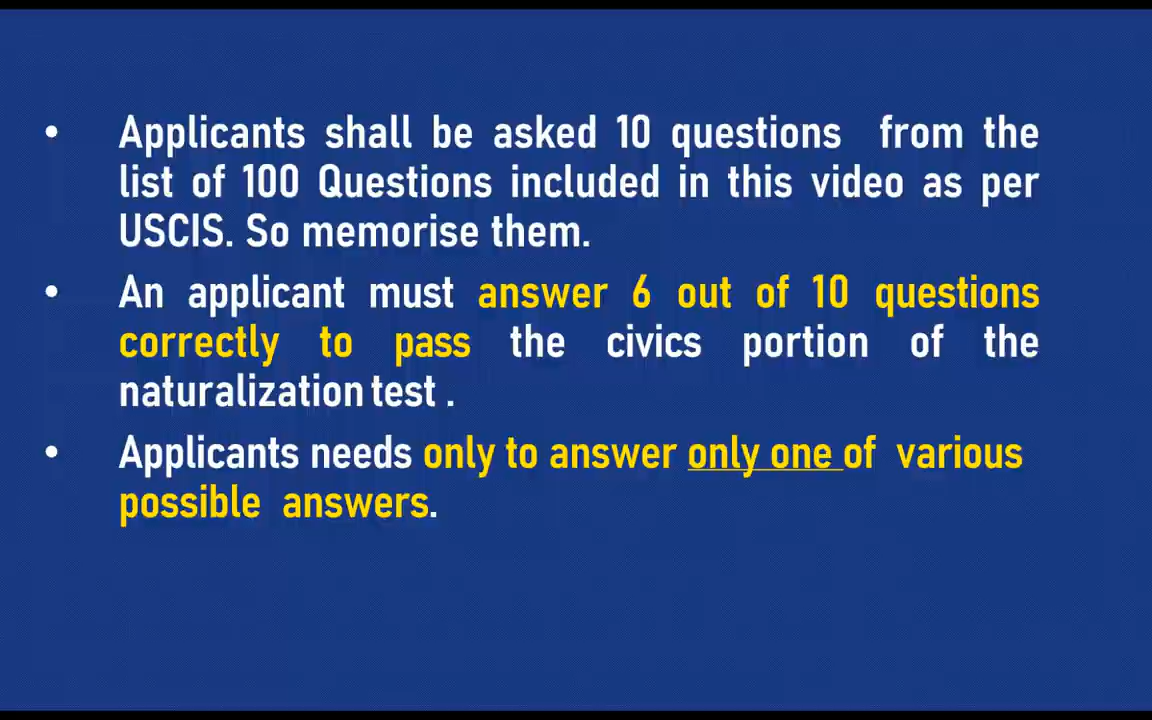 • Applicants shall be asked 10 questions from the
list of 100 Questions included in this video as per
USCIS. So memorise them.
• An applicant must answer 6 out of 10 questions
correctly to pass the civics portion of the
naturalization test .
• Applicants needs only to answer only one of various
possible answers.